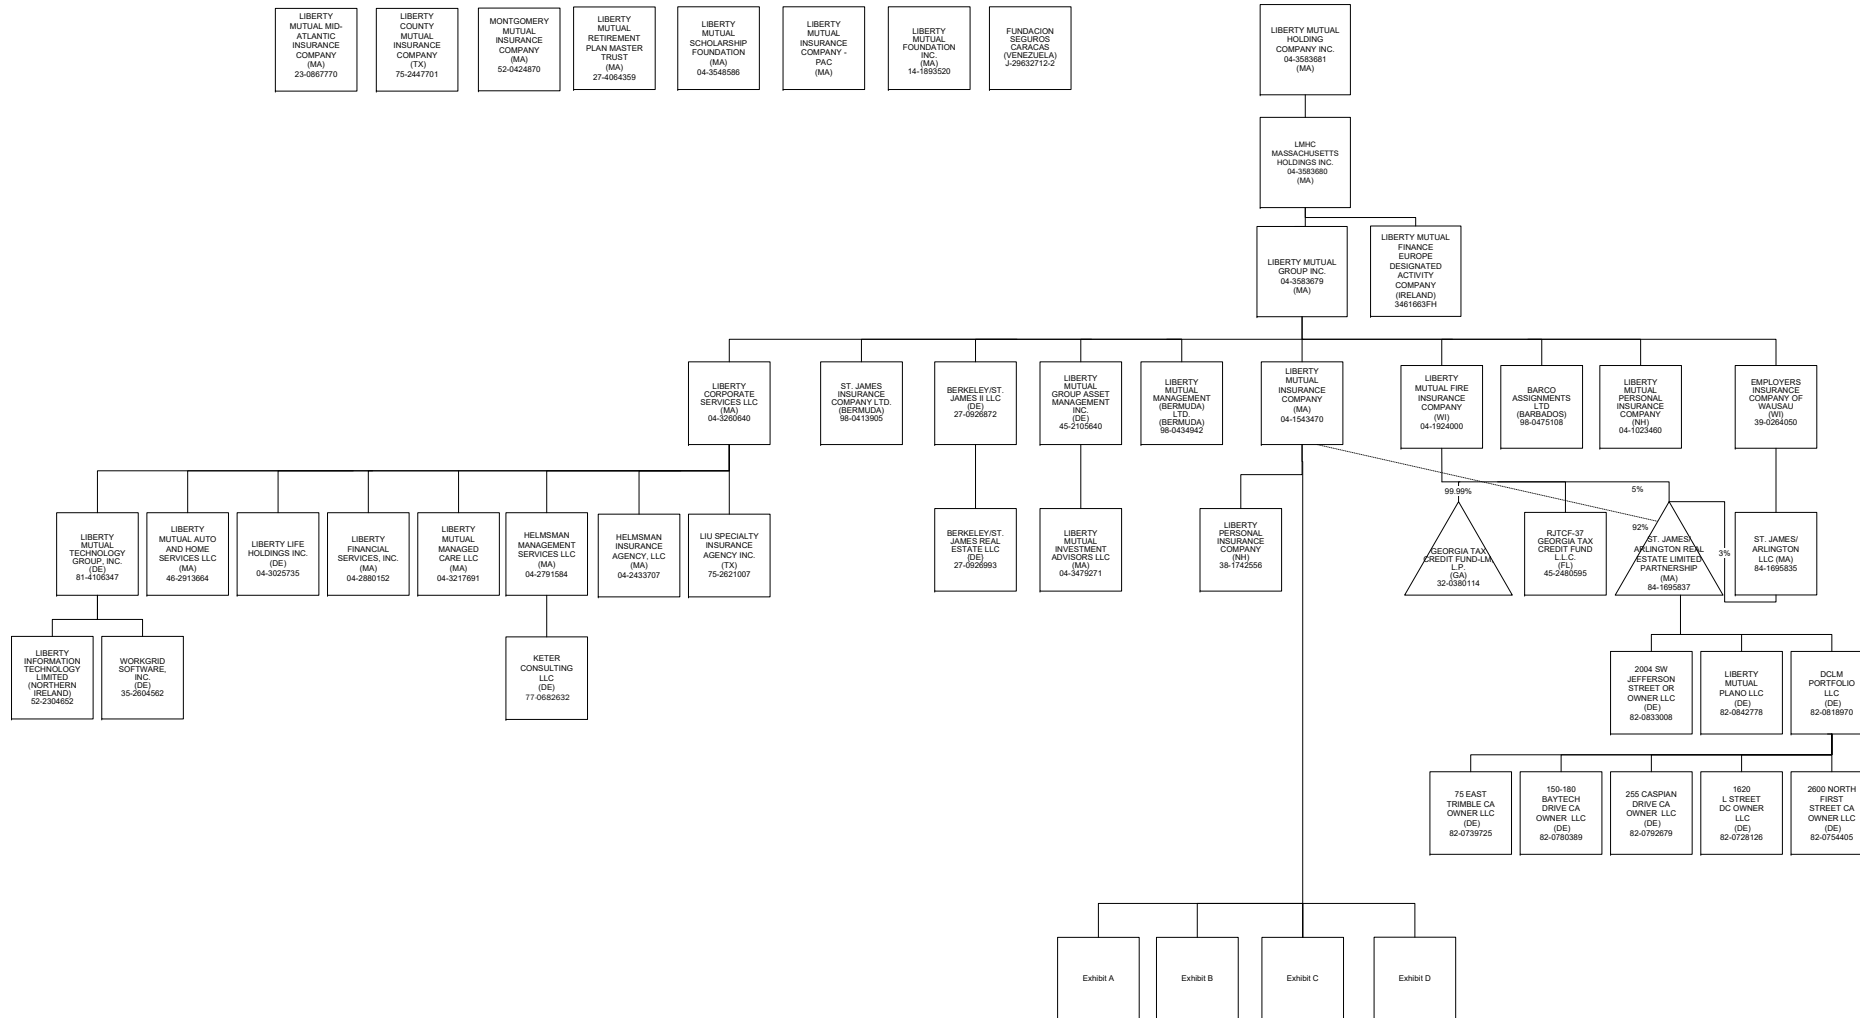 LIBERTY
MUTUAL MID-
ATLANTIC
INSURANCE
COMPANY
(MA)
23-0867770
LIBERTY
COUNTY
MUTUAL
INSURANCE
COMPANY
(TX)
75-2447701
MONTGOMERY
MUTUAL
INSURANCE
COMPANY
(MA)
52-0424870
LIBERTY
MUTUAL
RETIREMENT
PLAN MASTER
TRUST
(MA)
27-4064359
LIBERTY
MUTUAL
SCHOLARSHIP
FOUNDATION
(MA)
04-3548586
LIBERTY
MUTUAL
INSURANCE
COMPANY -
PAC
(MA)
LIBERTY
MUTUAL
FOUNDATION
INC.
(MA)
14-1893520
FUNDACION
SEGUROS
CARACAS
(VENEZUELA)
J-29632712-2
LIBERTY MUTUAL
HOLDING
COMPANY INC.
04-3583681
(MA)
LMHC
MASSACHUSETTS
HOLDINGS INC.
04-3583680
(MA)
LIBERTY MUTUAL
GROUP INC.
04-3583679
(MA)
LIBERTY MUTUAL
FINANCE
EUROPE
DESIGNATED
ACTIVITY
COMPANY
(IRELAND)
3461663FH
LIBERTY
CORPORATE
SERVICES LLC
(MA)
04-3260640
ST. JAMES
INSURANCE
COMPANY LTD.
(BERMUDA)
98-0413905
BERKELEY/ST.
JAMES II LLC
(DE)
27-0926872
LIBERTY
MUTUAL
GROUP ASSET
MANAGEMENT
INC.
(DE)
45-2105640
LIBERTY
MUTUAL
MANAGEMENT
(BERMUDA)
LTD.
(BERMUDA)
98-0434942
LIBERTY
MUTUAL
INSURANCE
COMPANY
(MA)
04-1543470
LIBERTY
MUTUAL FIRE
INSURANCE
COMPANY
(WI)
04-1924000
BARCO
ASSIGNMENTS
LTD
(BARBADOS)
98-0475108
LIBERTY
MUTUAL
PERSONAL
INSURANCE
COMPANY
(NH)
04-1023460
EMPLOYERS
INSURANCE
COMPANY OF
WAUSAU
(WI)
39-0264050
LIBERTY
MUTUAL
TECHNOLOGY
GROUP, INC.
(DE)
81-4106347
LIBERTY
MUTUAL AUTO
AND HOME
SERVICES LLC
(MA)
46-2913664
LIBERTY LIFE
HOLDINGS INC.
(DE)
04-3025735
LIBERTY
FINANCIAL
SERVICES, INC.
(MA)
04-2880152
LIBERTY
MUTUAL
MANAGED
CARE LLC
(MA)
04-3217691
HELMSMAN
MANAGEMENT
SERVICES LLC
(MA)
04-2791584
HELMSMAN
INSURANCE
AGENCY, LLC
(MA)
04-2433707
LIU SPECIALTY
INSURANCE
AGENCY INC.
(TX)
75-2621007
BERKELEY/ST.
JAMES REAL
ESTATE LLC
(DE)
27-0926993
LIBERTY
MUTUAL
INVESTMENT
ADVISORS LLC
(MA)
04-3479271
LIBERTY
PERSONAL
INSURANCE
COMPANY
(NH)
38-1742556
99.99%
GEORGIA TAX
CREDIT FUND-LM
L.P.
(GA)
32-0380114
RJTCF-37
GEORGIA TAX
CREDIT FUND
L.L.C.
(FL)
45-2480595
5%
92%
3%
ST. JAMES/
ARLINGTON REAL
ESTATE LIMITED
PARTNERSHIP
(MA)
84-1695837
ST. JAMES/
ARLINGTON
LLC (MA)
84-1695835
LIBERTY
INFORMATION
TECHNOLOGY
LIMITED
(NORTHERN
IRELAND)
52-2304652
WORKGRID
SOFTWARE,
INC.
(DE)
35-2604562
KETER
CONSULTING
LLC
(DE)
77-0682632
2004 SW
JEFFERSON
STREET OR
OWNER LLC
(DE)
82-0833008
LIBERTY
MUTUAL
PLANO LLC
(DE)
82-0842778
DCLM
PORTFOLIO
LLC
(DE)
82-0818970
75 EAST
TRIMBLE CA
OWNER LLC
(DE)
82-0739725
150-180
BAYTECH
DRIVE CA
OWNER LLC
(DE)
82-0780389
255 CASPIAN
DRIVE CA
OWNER LLC
(DE)
82-0792679
1620
L STREET
DC OWNER
LLC
(DE)
82-0728126
2600 NORTH
FIRST
STREET CA
OWNER LLC
(DE)
82-0754405
Exhibit A
Exhibit B
Exhibit C
Exhibit D